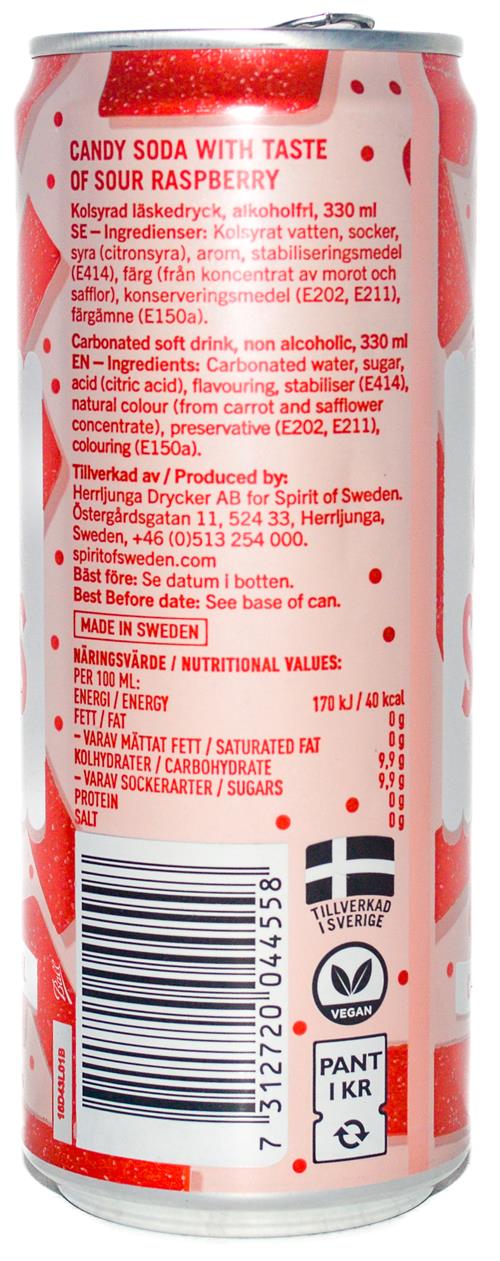 CANDY SODA WITH TASTE
OF SOUR RASPBERRY
Kolsyrad läskedryck, alkoholfri, 330 ml
SE – Ingredienser: Kolsyrat vatten, socker,
syra (citronsyra), arom, stabiliseringsmedel
(E414), färg (från koncentrat av morot och
safflor), konserveringsmedel (E202, E211),
färgämne (E150a).
Carbonated soft drink, non alcoholic, 330 ml
EN – Ingredients: Carbonated water, sugar,
acid (citric acid), flavouring, stabiliser (E414),
natural colour (from carrot and safflower
concentrate), preservative (E202, E211),
colouring (E150a).
Tillverkad av / Produced by:
Herrljunga Drycker AB for Spirit of Sweden.
Östergårdsgatan 11, 524 33, Herrljunga,
Sweden, +46 (0)513 254 000.
spiritofsweden.com
Bäst före: Se datum i botten.
Best Before date: See base of can.
MADE IN SWEDEN
NÄRINGSVÄRDE / NUTRITIONAL VALUES:
PER 100 ML:
ENERGI / ENERGY 170 kJ / 40 kcal
FETT / FAT 0 g
– VARAV MÄTTAT FETT / SATURATED FAT 0 g
KOLHYDRATER / CARBOHYDRATE 9,9 g
– VARAV SOCKERARTER / SUGARS 9,9 g
PROTEIN 0 g
SALT 0 g
7 312720 044558
TILLVERKAD
I SVERIGE
VEGAN
PANT
1 KR
Ball
16D43L01B